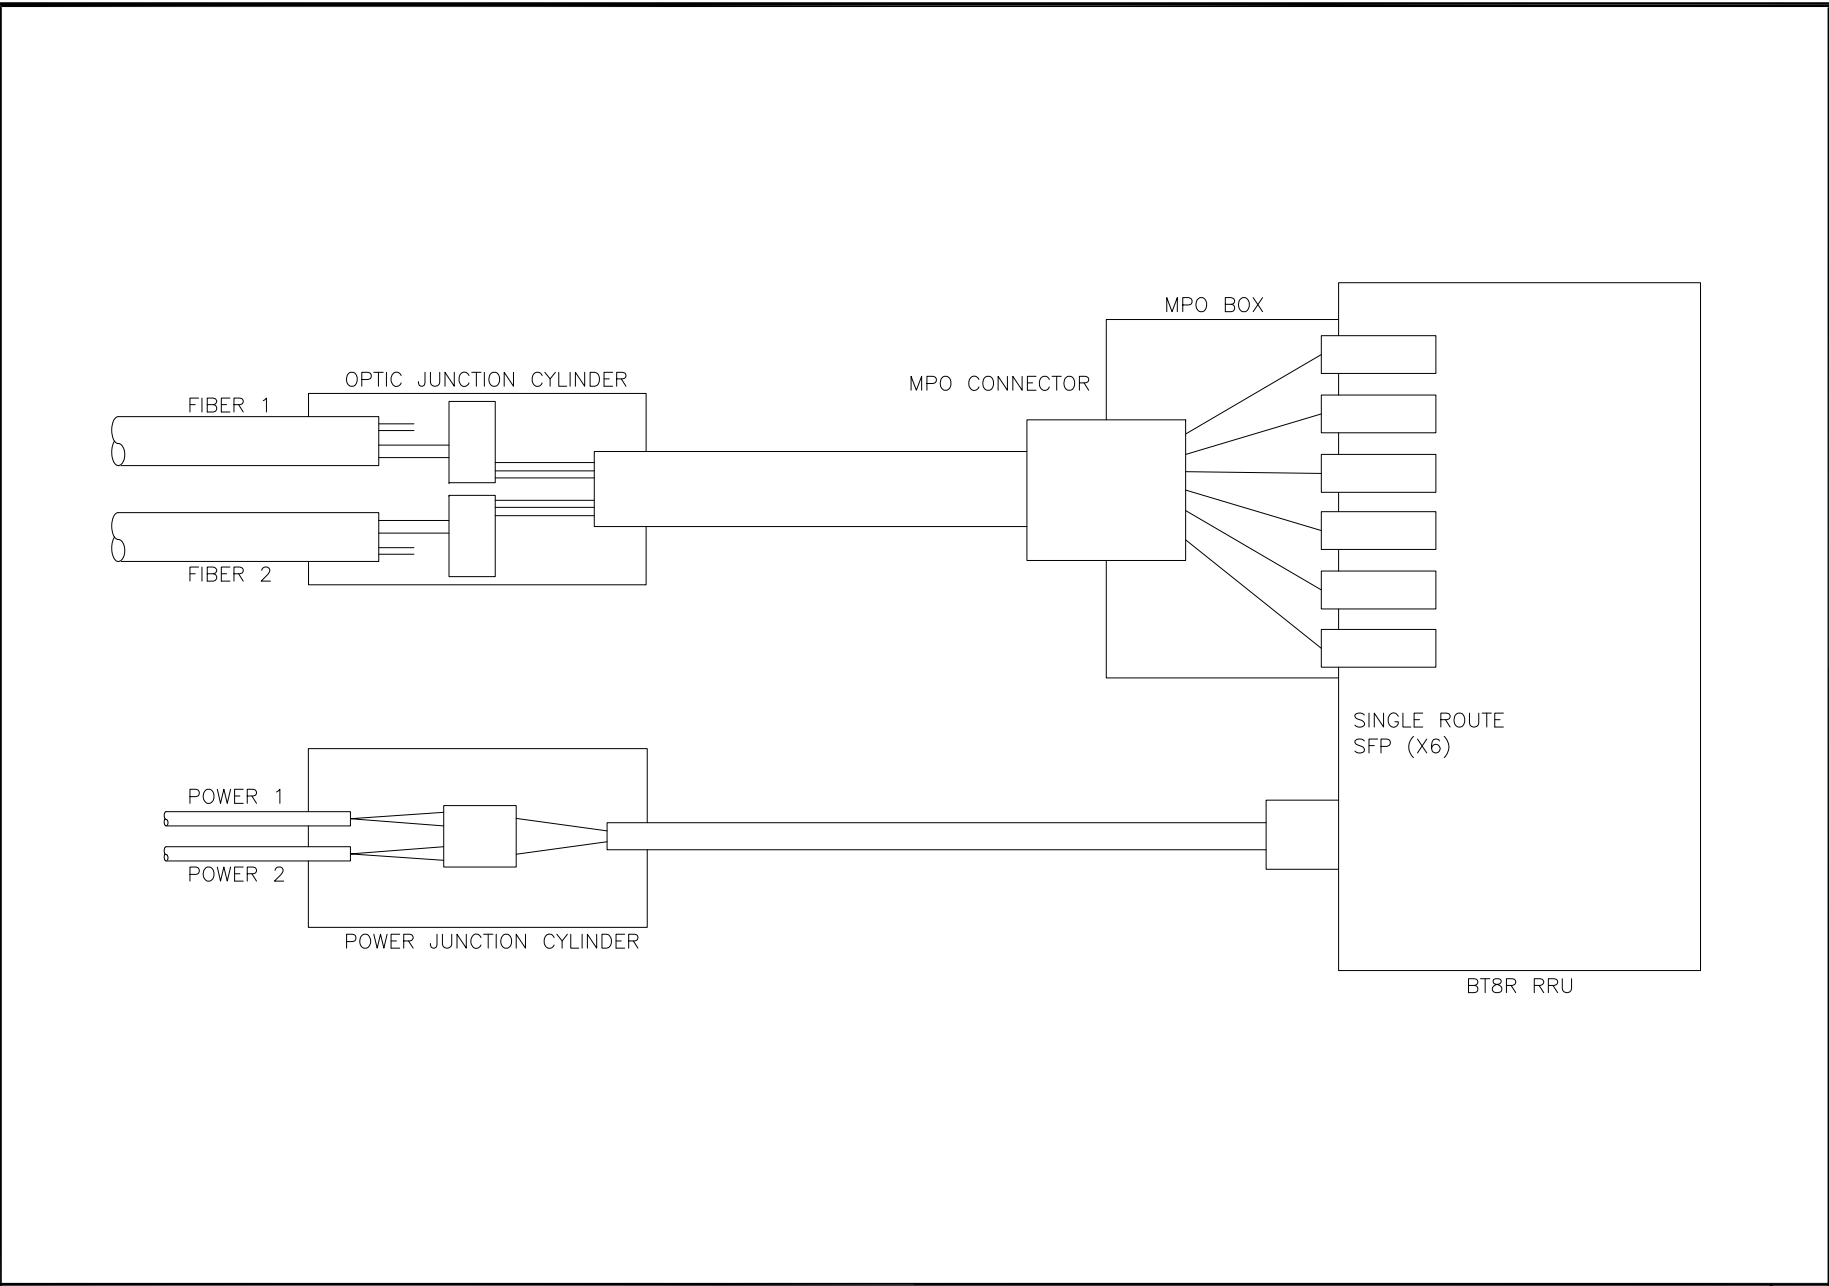 MPO BOX
OPTIC JUNCTION CYLINDER
MPO CONNECTOR
FIBER 1
FIBER 2
SINGLE ROUTE
SFP (X6)
POWER 1
POWER 2
POWER JUNCTION CYLINDER
BT8R RRU